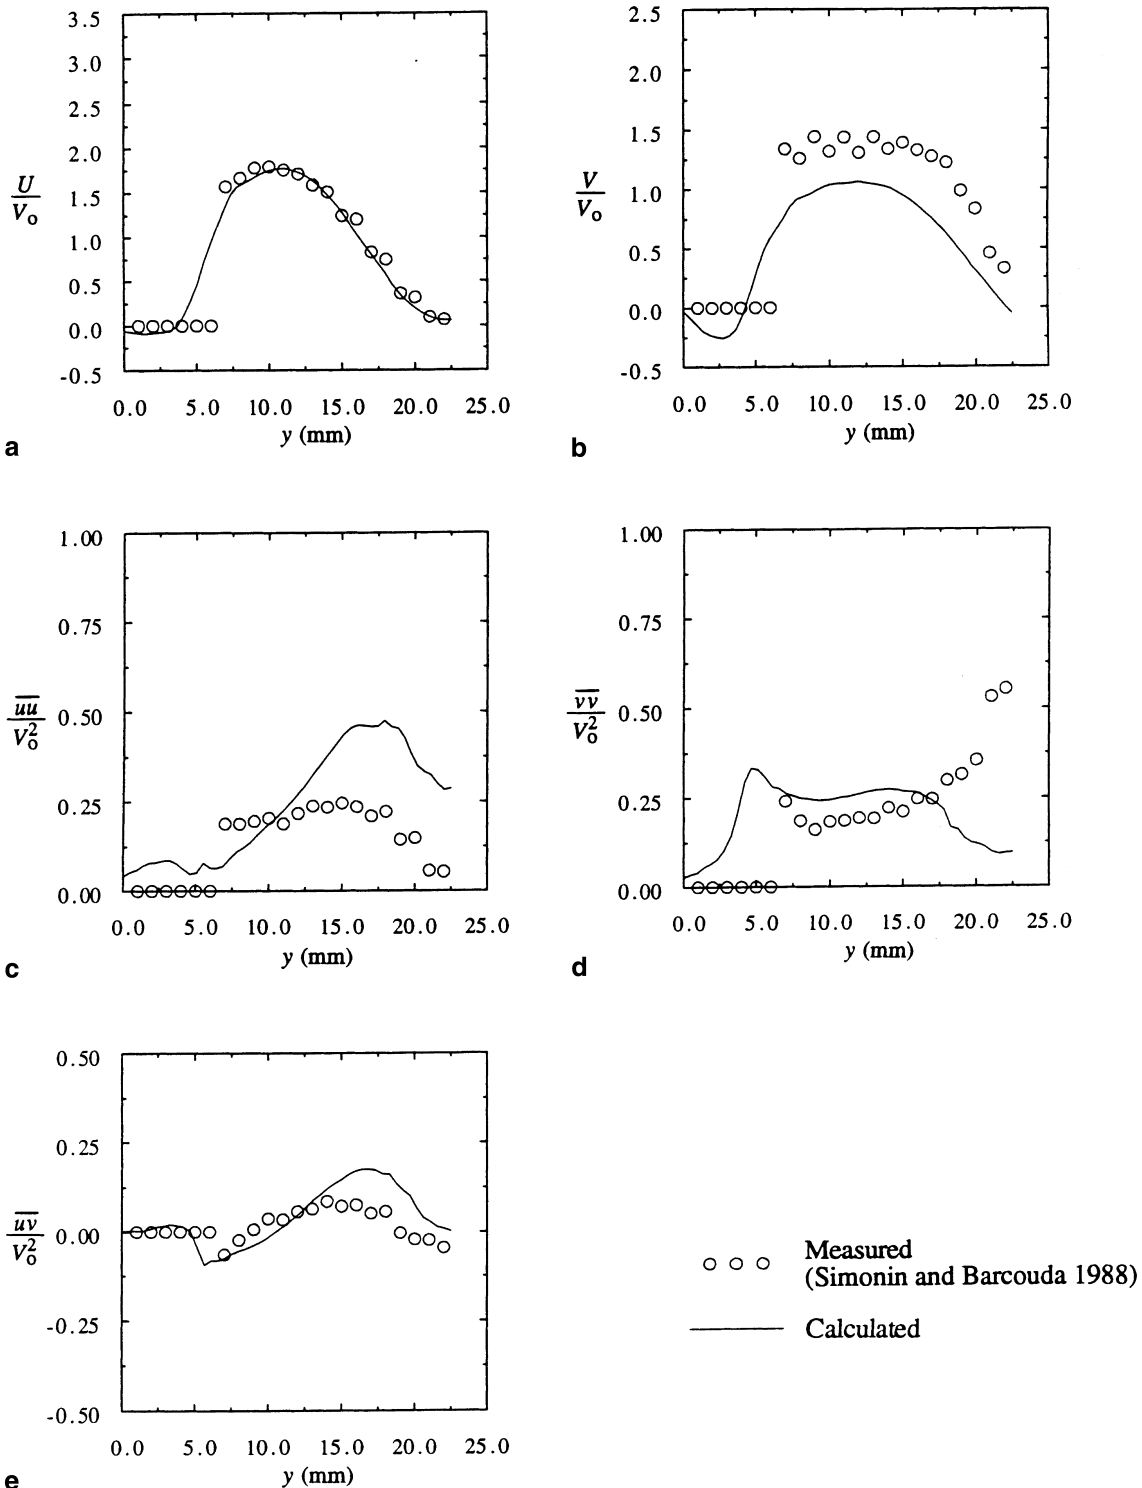 3.5
3.0
2.5
2.0
1.5
1.0
0.5
0.0
-0.5
U
V₀
0.0 5.0 10.0 15.0 20.0 25.0
y (mm)
a
2.5
2.0
1.5
1.0
0.5
0.0
-0.5
V
V₀
0.0 5.0 10.0 15.0 20.0 25.0
y (mm)
b
1.00
0.75
0.50
0.25
0.00
u̅u̅
V₀²
0.0 5.0 10.0 15.0 20.0 25.0
y (mm)
c
1.00
0.75
0.50
0.25
0.00
v̅v̅
V₀²
0.0 5.0 10.0 15.0 20.0 25.0
y (mm)
d
0.50
0.25
0.00
-0.25
-0.50
u̅v̅
V₀²
0.0 5.0 10.0 15.0 20.0 25.0
y (mm)
e
Measured
(Simonin and Barcouda 1988)
Calculated